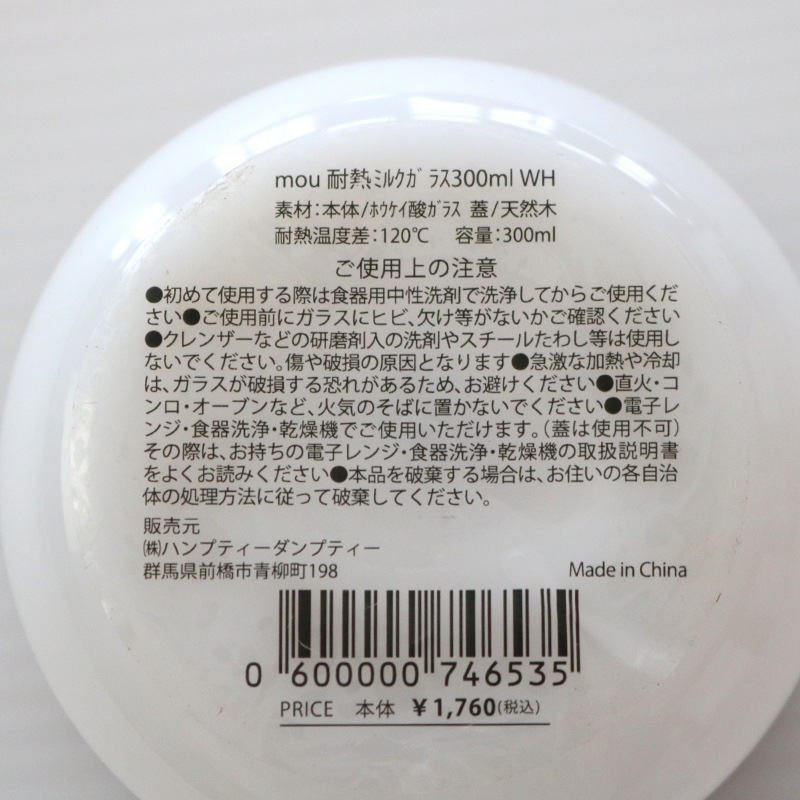 mou 耐熱ﾐﾙｸｶﾞﾗｽ300ml WH
素材:本体/ﾎｳｹｲ酸ｶﾞﾗｽ 蓋/天然木
耐熱温度差:120℃ 容量:300ml
ご使用上の注意
●初めて使用する際は食器用中性洗剤で洗浄してからご使用くだ
さい●ご使用前にガラスにヒビ、欠け等がないかご確認ください
●クレンザーなどの研磨剤入の洗剤やスチールたわし等は使用し
ないでください。傷や破損の原因となります●急激な加熱や冷却
は、ガラスが破損する恐れがあるため、お避けください●直火・コ
ンロ・オーブンなど、火気のそばに置かないでください●電子レ
ンジ・食器洗浄・乾燥機でご使用いただけます。(蓋は使用不可)
その際は、お持ちの電子レンジ・食器洗浄・乾燥機の取扱説明書
をよくお読みください●本品を破棄する場合は、お住いの各自治
体の処理方法に従って破棄してください。
販売元
㈱ハンプティーダンプティー
群馬県前橋市青柳町198 Made in China
0 600000 746535
PRICE 本体 ¥1,760(税込)